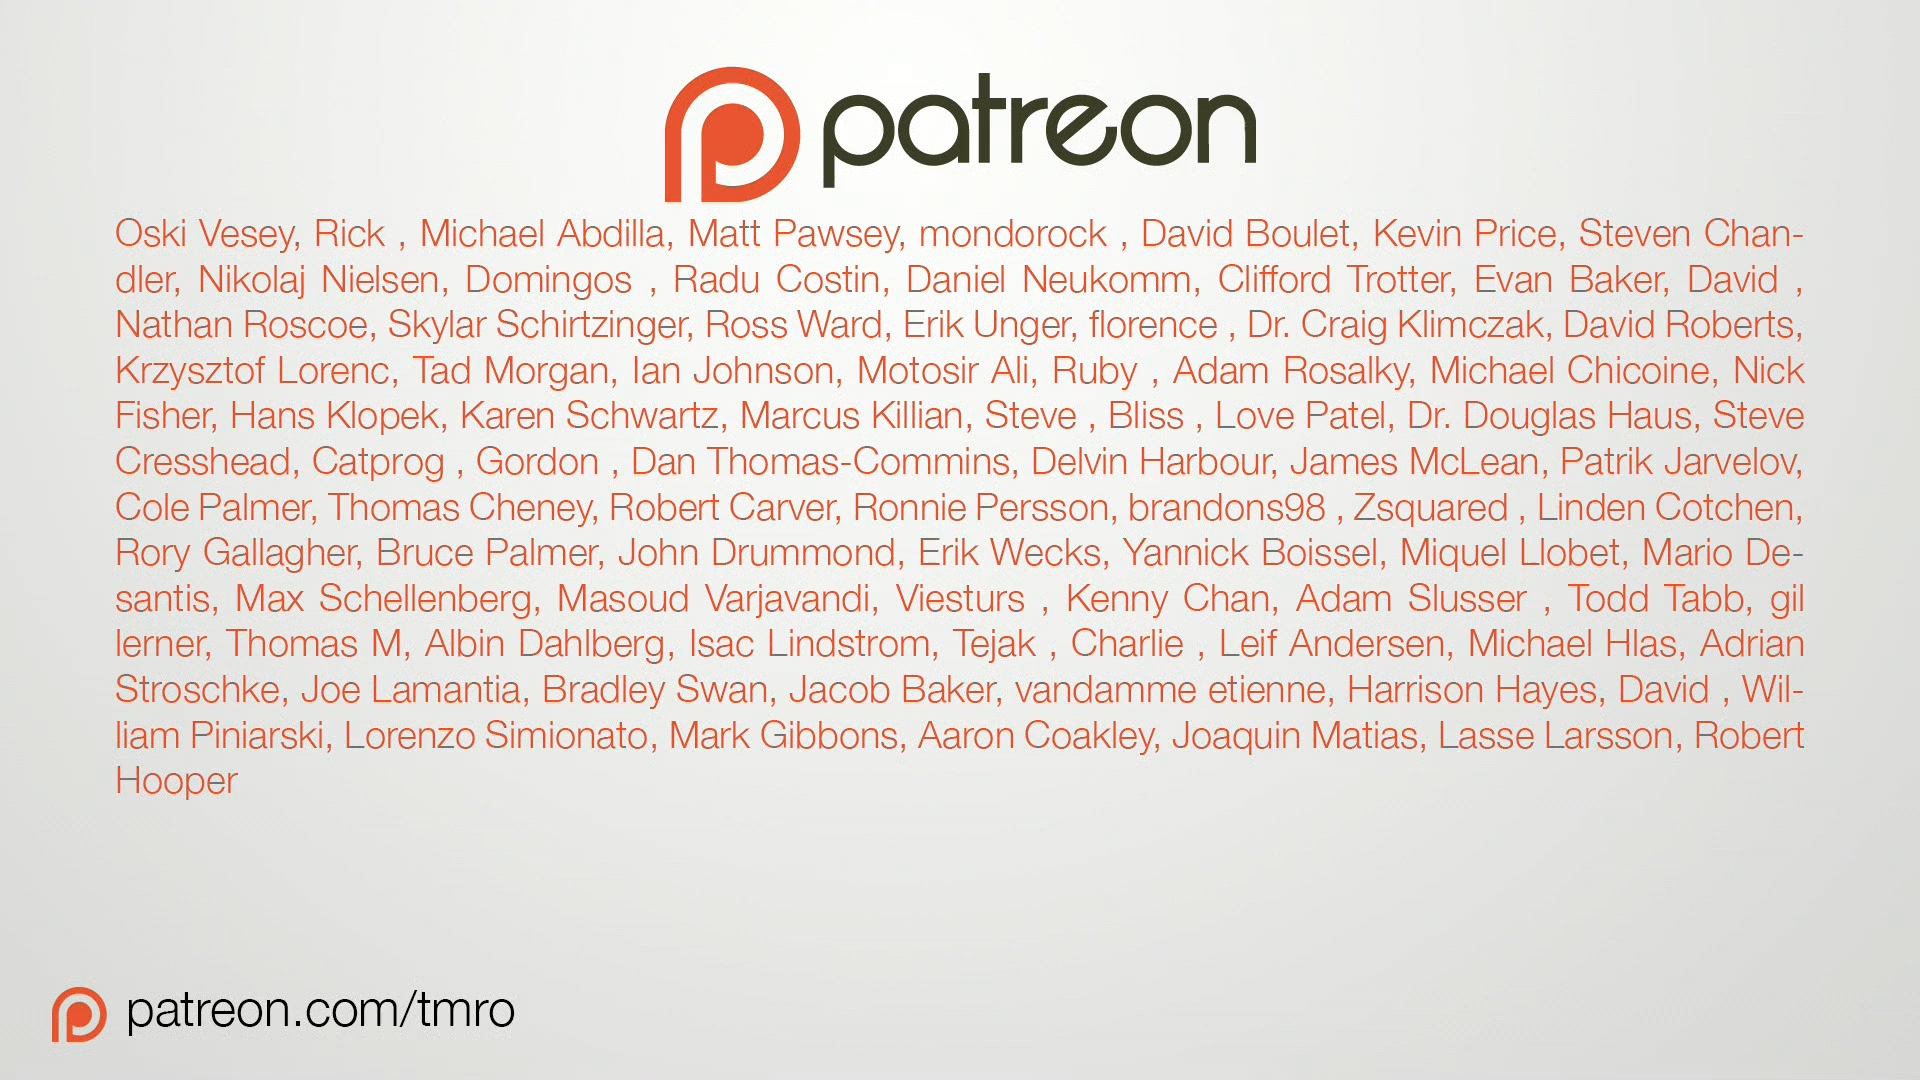 patreon
Oski Vesey, Rick , Michael Abdilla, Matt Pawsey, mondorock , David Boulet, Kevin Price, Steven Chan-
dler, Nikolaj Nielsen, Domingos , Radu Costin, Daniel Neukomm, Clifford Trotter, Evan Baker, David ,
Nathan Roscoe, Skylar Schirtzinger, Ross Ward, Erik Unger, florence , Dr. Craig Klimczak, David Roberts,
Krzysztof Lorenc, Tad Morgan, Ian Johnson, Motosir Ali, Ruby , Adam Rosalky, Michael Chicoine, Nick
Fisher, Hans Klopek, Karen Schwartz, Marcus Killian, Steve , Bliss , Love Patel, Dr. Douglas Haus, Steve
Cresshead, Catprog , Gordon , Dan Thomas-Commins, Delvin Harbour, James McLean, Patrik Jarvelov,
Cole Palmer, Thomas Cheney, Robert Carver, Ronnie Persson, brandons98 , Zsquared , Linden Cotchen,
Rory Gallagher, Bruce Palmer, John Drummond, Erik Wecks, Yannick Boissel, Miquel Llobet, Mario De-
santis, Max Schellenberg, Masoud Varjavandi, Viesturs , Kenny Chan, Adam Slusser , Todd Tabb, gil
lerner, Thomas M, Albin Dahlberg, Isac Lindstrom, Tejak , Charlie , Leif Andersen, Michael Hlas, Adrian
Stroschke, Joe Lamantia, Bradley Swan, Jacob Baker, vandamme etienne, Harrison Hayes, David , Wil-
liam Piniarski, Lorenzo Simionato, Mark Gibbons, Aaron Coakley, Joaquin Matias, Lasse Larsson, Robert
Hooper
patreon.com/tmro